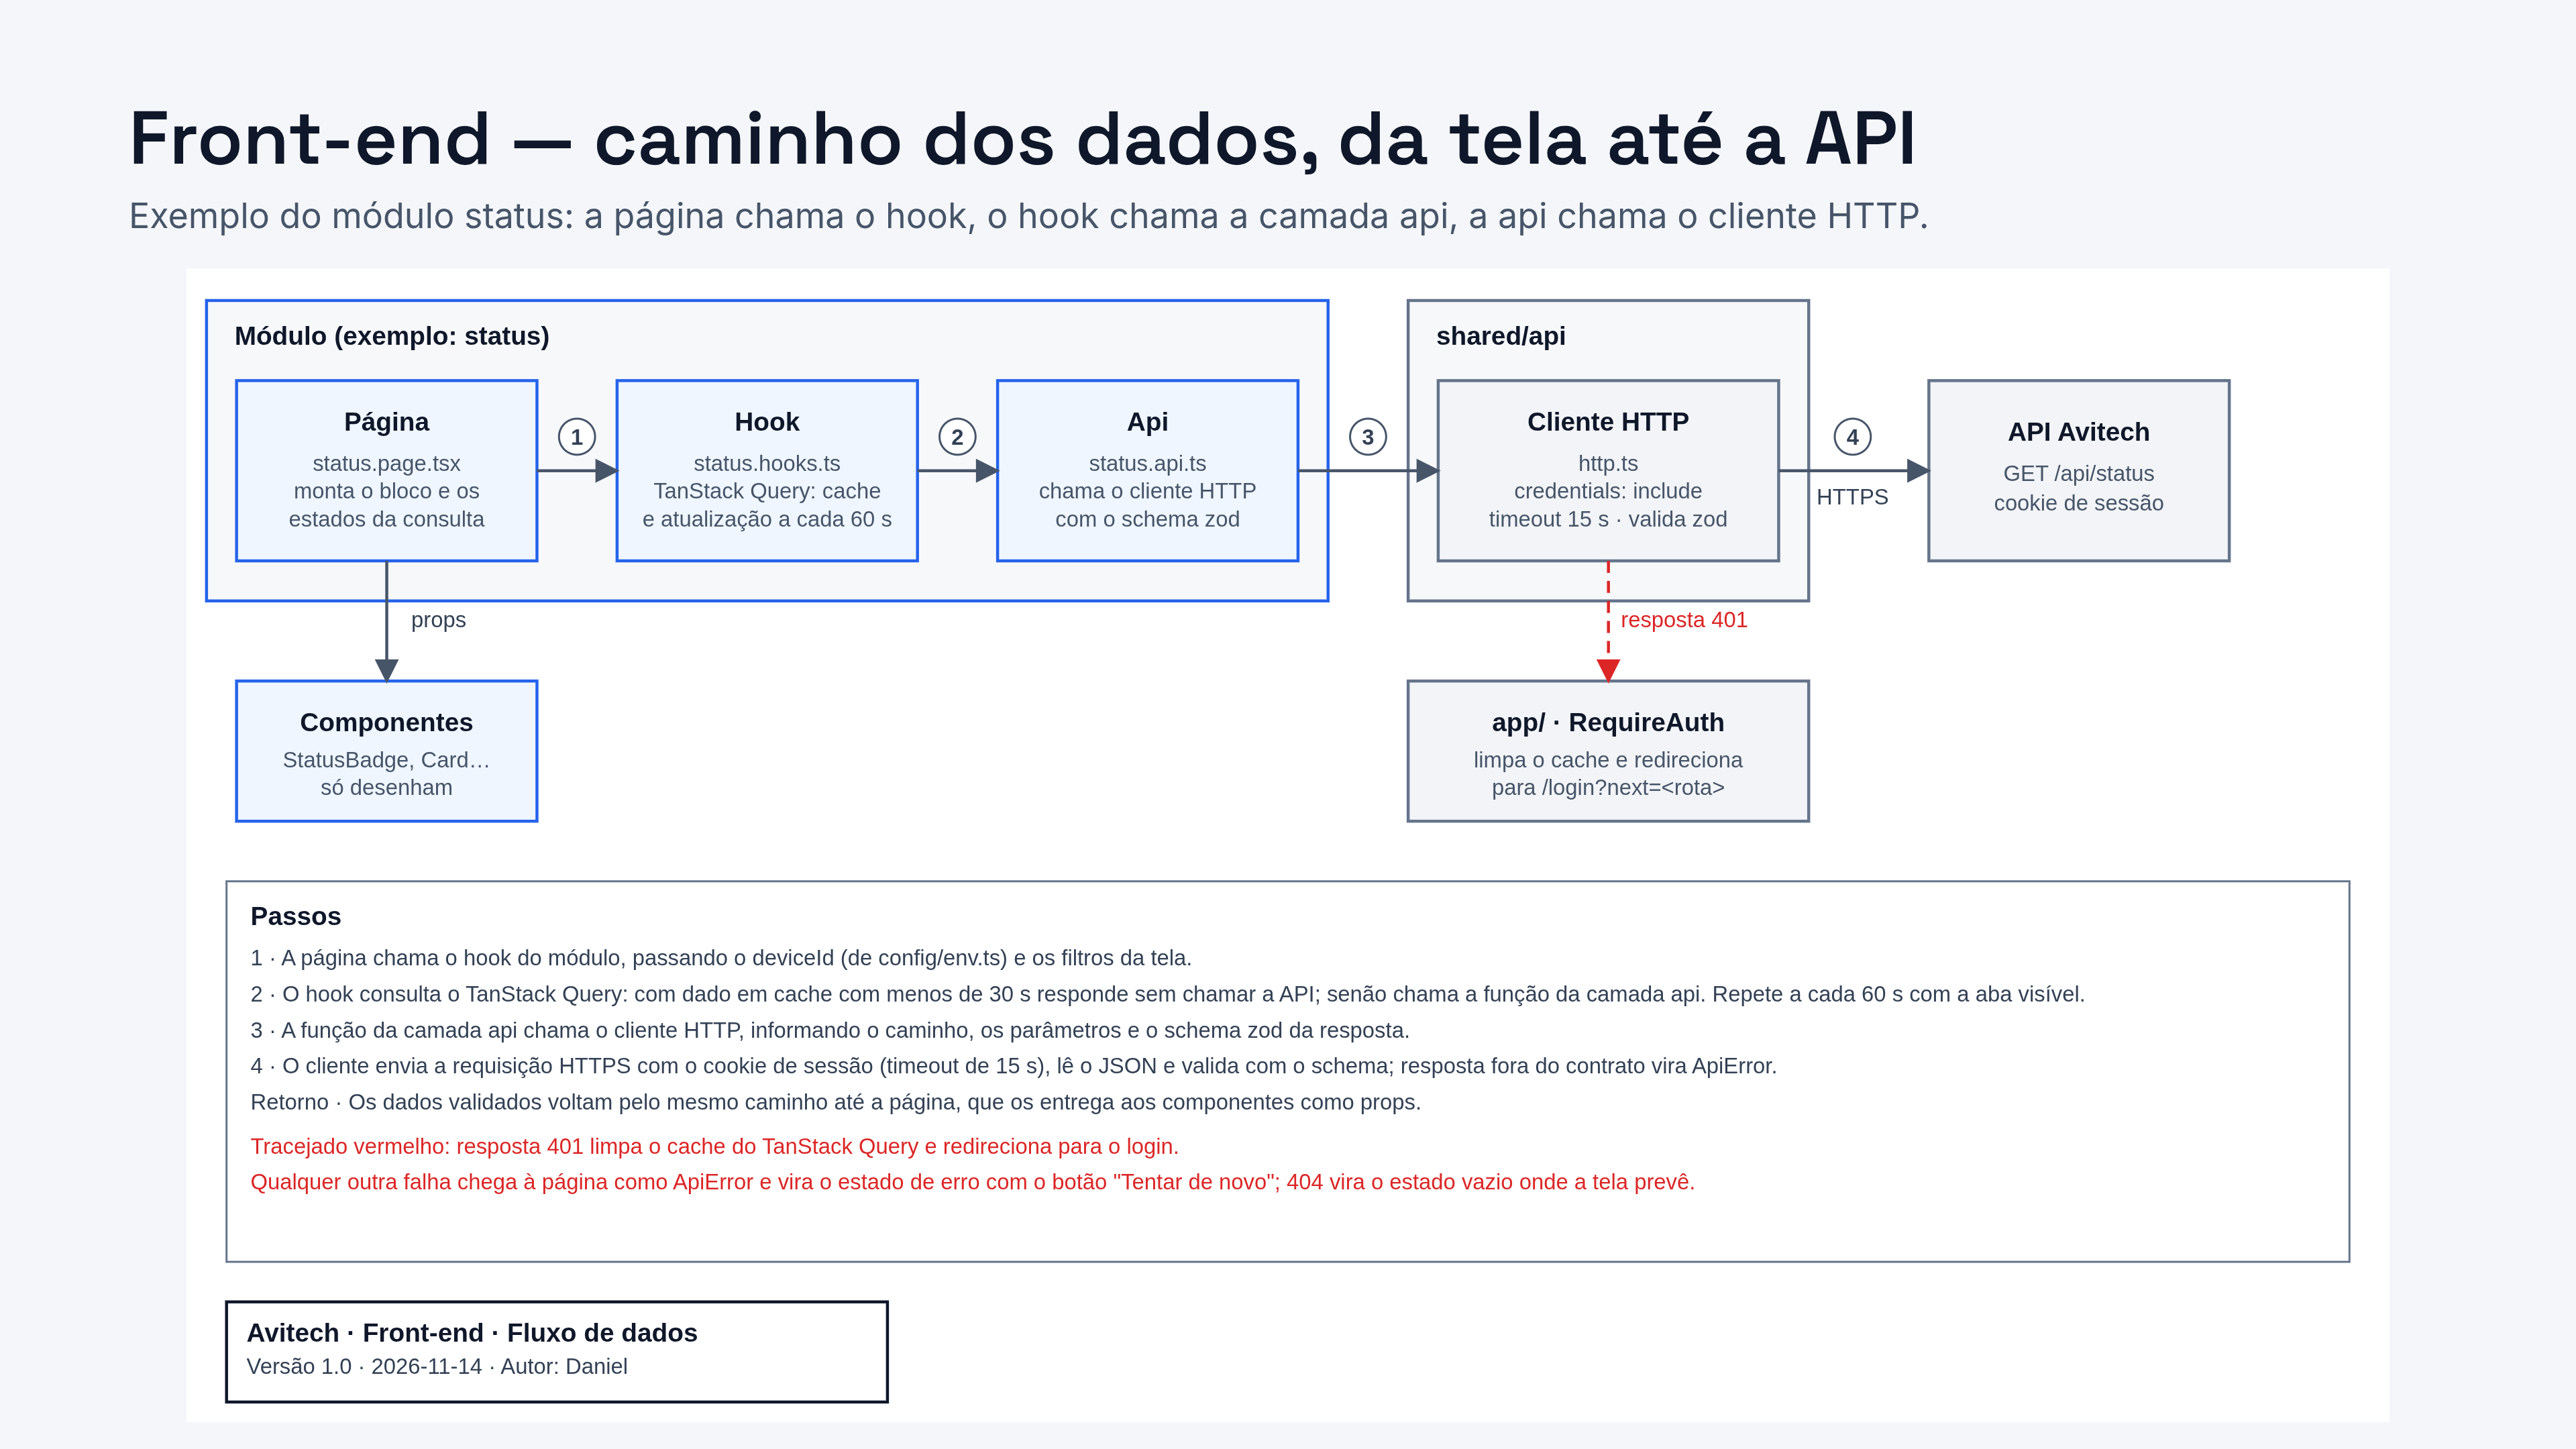 Front-end — caminho dos dados, da tela até a API
Exemplo do módulo status: a página chama o hook, o hook chama a camada api, a api chama o cliente HTTP.
Módulo (exemplo: status)
Página
status.page.tsx
monta o bloco e os
estados da consulta
1
Hook
status.hooks.ts
TanStack Query: cache
e atualização a cada 60 s
2
Api
status.api.ts
chama o cliente HTTP
com o schema zod
3
shared/api
Cliente HTTP
http.ts
credentials: include
timeout 15 s · valida zod
4
HTTPS
API Avitech
GET /api/status
cookie de sessão
props
resposta 401
Componentes
StatusBadge, Card…
só desenham
app/ · RequireAuth
limpa o cache e redireciona
para /login?next=<rota>
Passos
1 · A página chama o hook do módulo, passando o deviceId (de config/env.ts) e os filtros da tela.
2 · O hook consulta o TanStack Query: com dado em cache com menos de 30 s responde sem chamar a API; senão chama a função da camada api. Repete a cada 60 s com a aba visível.
3 · A função da camada api chama o cliente HTTP, informando o caminho, os parâmetros e o schema zod da resposta.
4 · O cliente envia a requisição HTTPS com o cookie de sessão (timeout de 15 s), lê o JSON e valida com o schema; resposta fora do contrato vira ApiError.
Retorno · Os dados validados voltam pelo mesmo caminho até a página, que os entrega aos componentes como props.
Tracejado vermelho: resposta 401 limpa o cache do TanStack Query e redireciona para o login.
Qualquer outra falha chega à página como ApiError e vira o estado de erro com o botão "Tentar de novo"; 404 vira o estado vazio onde a tela prevê.
Avitech · Front-end · Fluxo de dados
Versão 1.0 · 2026-11-14 · Autor: Daniel